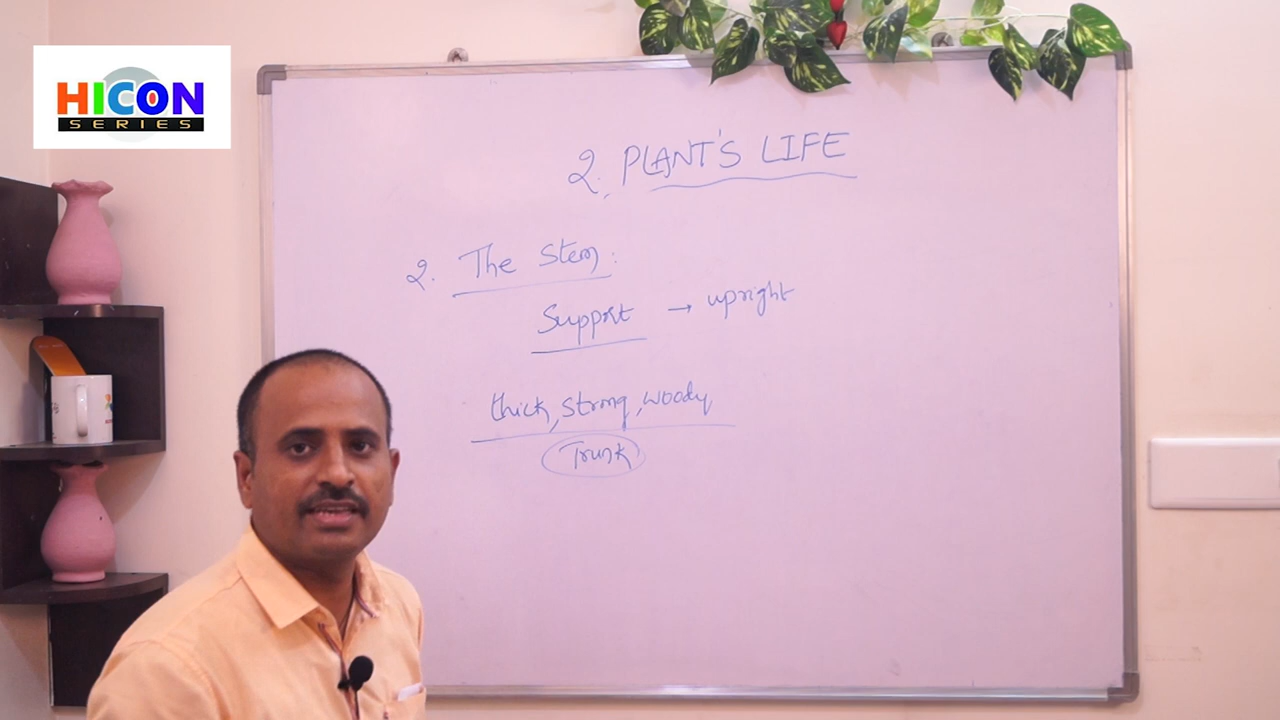 HICON
SERIES
2. PLANT'S LIFE
2. The Stem :
Support → upright
thick, strong, woody
Trunk